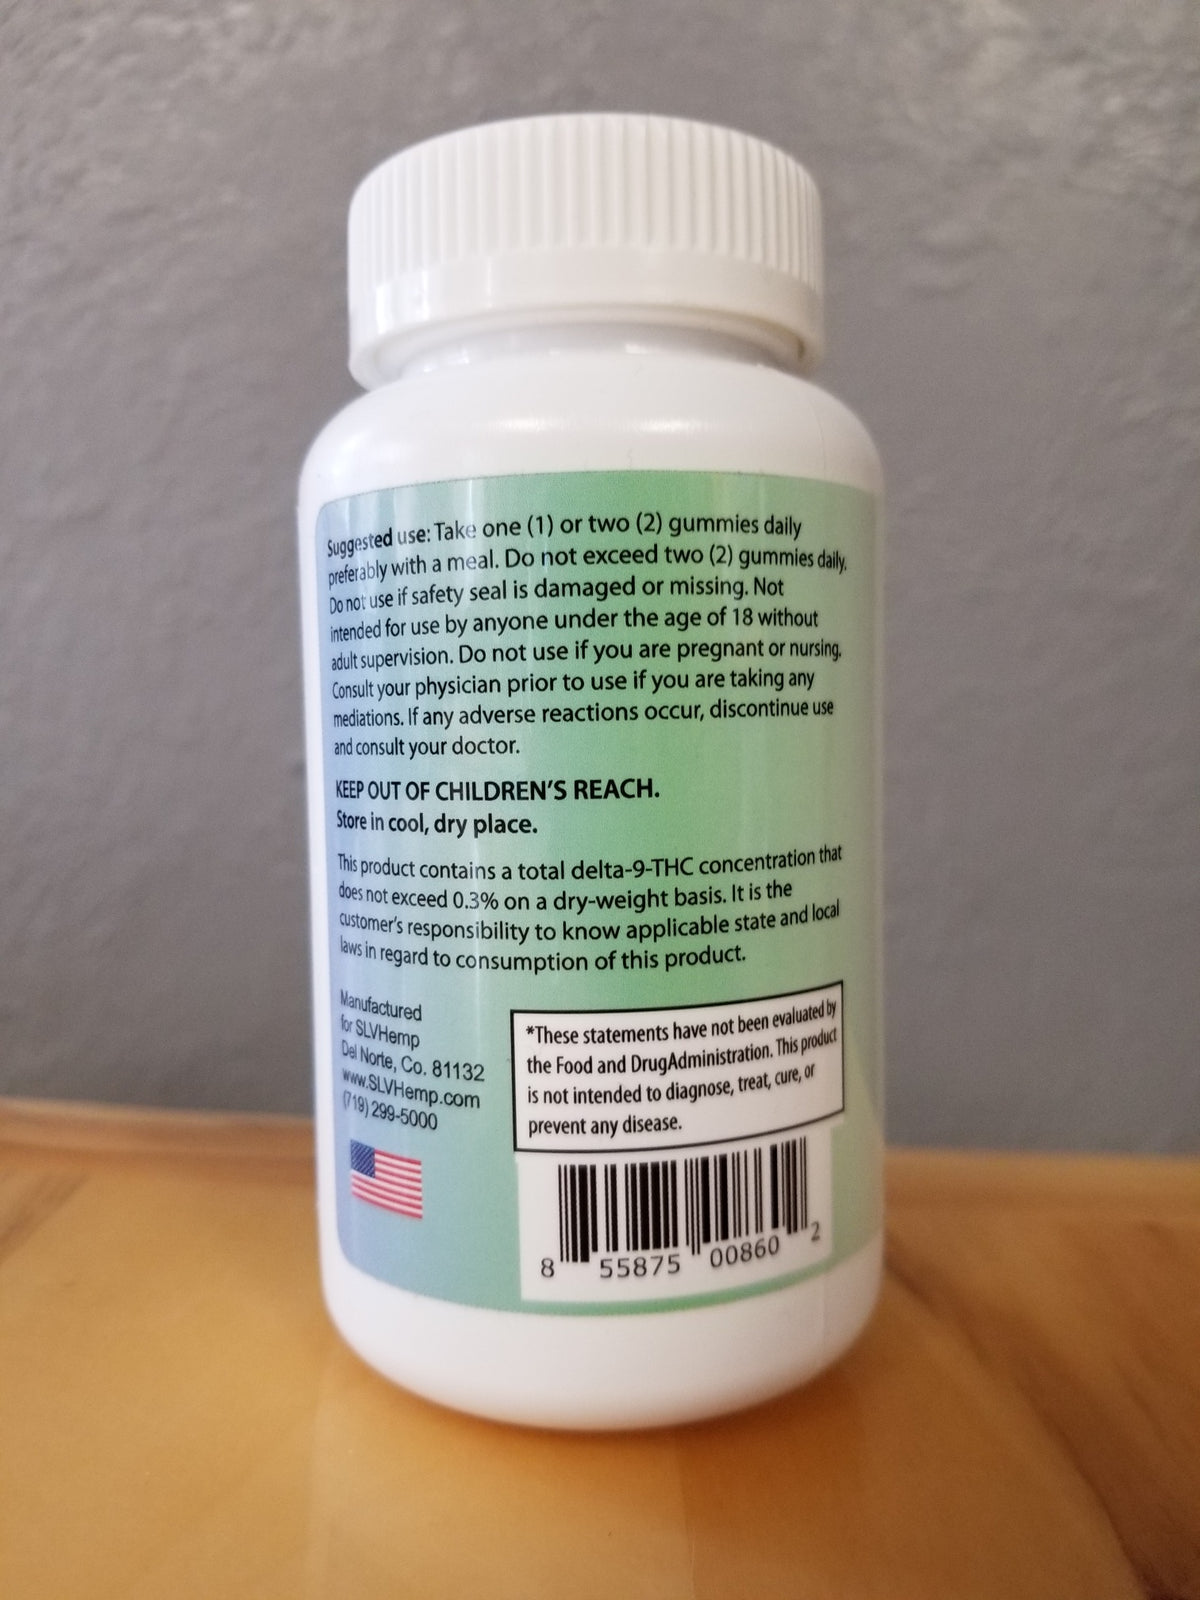 Suggested use: Take one (1) or two (2) gummies daily
preferably with a meal. Do not exceed two (2) gummies daily.
Do not use if safety seal is damaged or missing. Not
intended for use by anyone under the age of 18 without
adult supervision. Do not use if you are pregnant or nursing.
Consult your physician prior to use if you are taking any
mediations. If any adverse reactions occur, discontinue use
and consult your doctor.
KEEP OUT OF CHILDREN'S REACH.
Store in cool, dry place.
This product contains a total delta-9-THC concentration that
does not exceed 0.3% on a dry-weight basis. It is the
customer's responsibility to know applicable state and local
laws in regard to consumption of this product.
Manufactured
for SLVHemp
Del Norte, Co. 81132
www.SLVHemp.com
(719) 299-5000
*These statements have not been evaluated by
the Food and DrugAdministration. This product
is not intended to diagnose, treat, cure, or
prevent any disease.
8 55875 00860 2